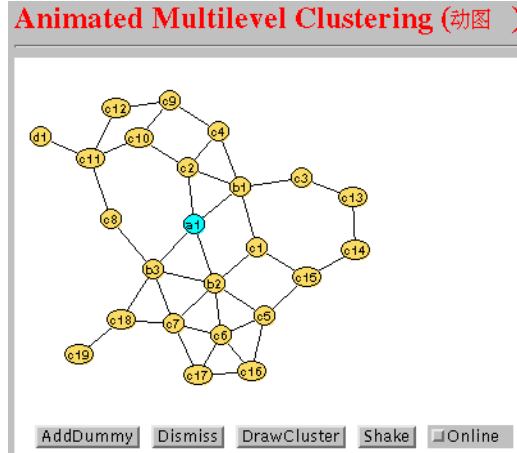 Animated Multilevel Clustering (动图 )
c12
c9
d1
c10
c4
c11
c2
b1
c3
c13
c8
a1
c1
c14
b3
b2
c15
c18
c7
c5
c6
c19
c17
c16
AddDummy Dismiss DrawCluster Shake Online